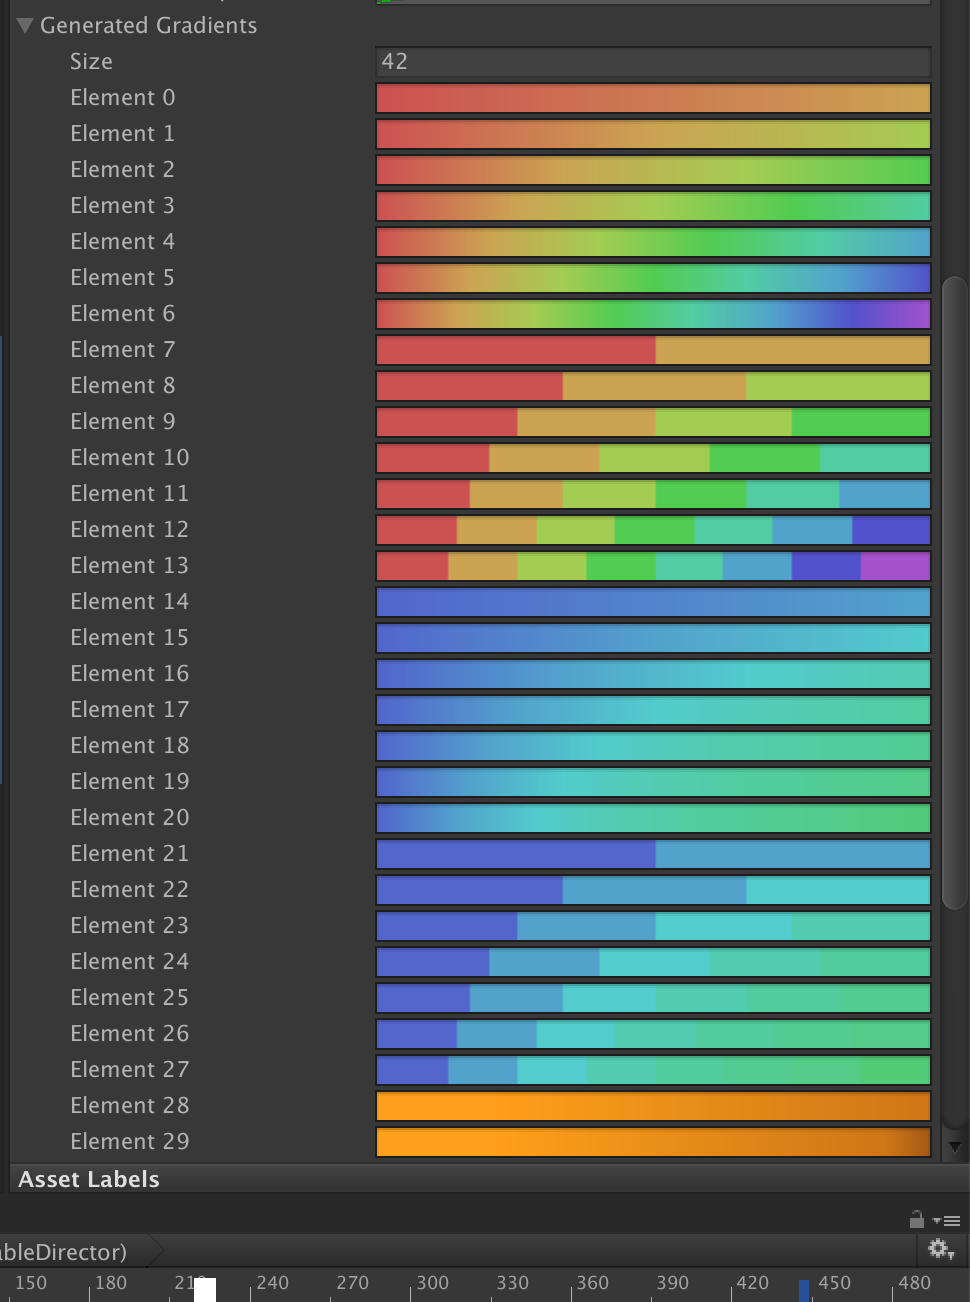 Generated Gradients
Size 42
Element 0
Element 1
Element 2
Element 3
Element 4
Element 5
Element 6
Element 7
Element 8
Element 9
Element 10
Element 11
Element 12
Element 13
Element 14
Element 15
Element 16
Element 17
Element 18
Element 19
Element 20
Element 21
Element 22
Element 23
Element 24
Element 25
Element 26
Element 27
Element 28
Element 29
Asset Labels
ableDirector)
150 180 210 240 270 300 330 360 390 420 450 480